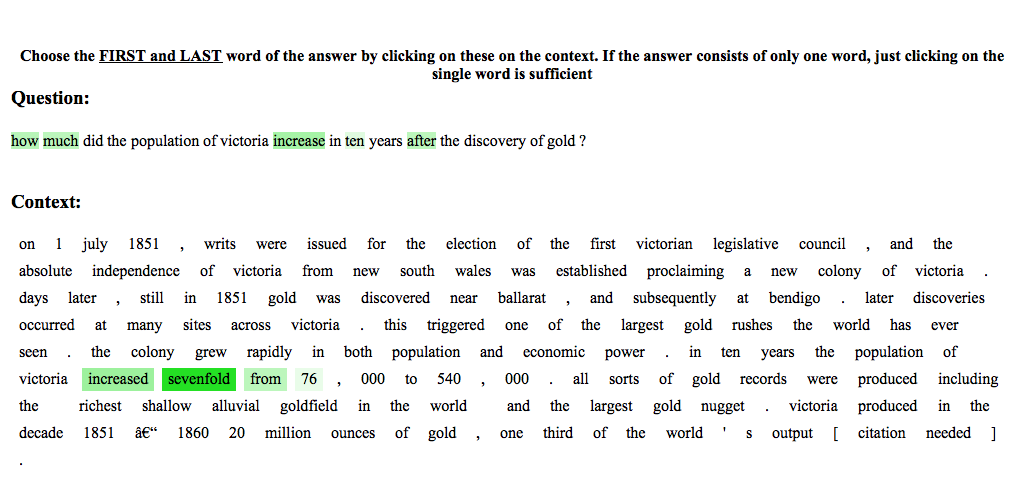 Choose the FIRST and LAST word of the answer by clicking on these on the context. If the answer consists of only one word, just clicking on the
single word is sufficient
Question:
how much did the population of victoria increase in ten years after the discovery of gold ?
Context:
on 1 july 1851 , writs were issued for the election of the first victorian legislative council , and the
absolute independence of victoria from new south wales was established proclaiming a new colony of victoria .
days later , still in 1851 gold was discovered near ballarat , and subsequently at bendigo . later discoveries
occurred at many sites across victoria . this triggered one of the largest gold rushes the world has ever
seen . the colony grew rapidly in both population and economic power . in ten years the population of
victoria increased sevenfold from 76 , 000 to 540 , 000 . all sorts of gold records were produced including
the richest shallow alluvial goldfield in the world and the largest gold nugget . victoria produced in the
decade 1851 â€“ 1860 20 million ounces of gold , one third of the world ' s output [ citation needed ]
.